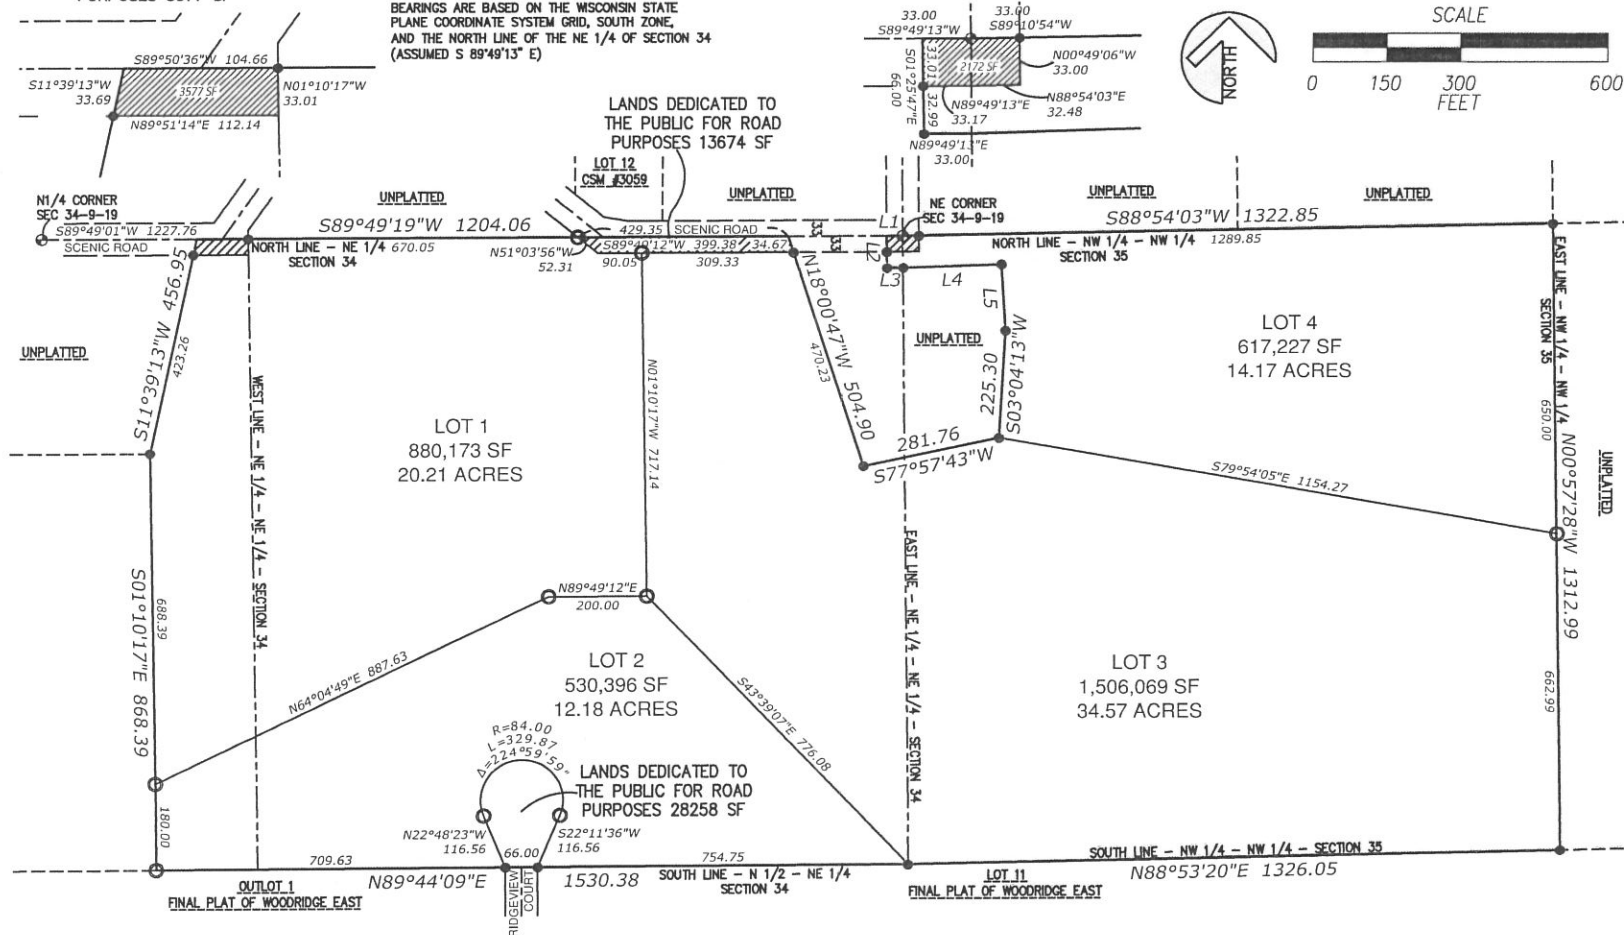 BEARINGS ARE BASED ON THE WISCONSIN STATE
PLANE COORDINATE SYSTEM GRID, SOUTH ZONE,
AND THE NORTH LINE OF THE NE 1/4 OF SECTION 34
(ASSUMED S 89°49'13" E)
S89°50'36"W 104.66
S11°39'13"W
33.69
3577 SF
N01°10'17"W
33.01
N89°51'14"E 112.14
33.00
S89°49'13"W
33.00
S89°10'54"W
S01°25'47"E
66.00
33.01
32.99
2172 SF
N00°49'06"W
33.00
N89°49'13"E
33.17
N88°54'03"E
32.48
N89°49'13"E
33.00
NORTH
SCALE
0 150 300 600
FEET
LANDS DEDICATED TO
THE PUBLIC FOR ROAD
PURPOSES 13674 SF
LOT 12
CSM #3059
N1/4 CORNER
SEC 34-9-19
S89°49'01"W 1227.76
SCENIC ROAD
UNPLATTED
S89°49'19"W 1204.06
NORTH LINE - NE 1/4 670.05
SECTION 34
N51°03'56"W
52.31
UNPLATTED
429.35 SCENIC ROAD
S89°49'12"W 399.38
34.67
90.05
309.33
33
33
L1
L2
L3
L4
L5
NE CORNER
SEC 34-9-19
UNPLATTED
UNPLATTED
S88°54'03"W 1322.85
NORTH LINE - NW 1/4 - NW 1/4 1289.85
SECTION 35
UNPLATTED
S11°39'13"W 456.95
423.26
WEST LINE - NE 1/4 - NE 1/4 - SECTION 34
LOT 1
880,173 SF
20.21 ACRES
N01°10'17"W 717.14
N18°00'47"W 504.90
470.23
UNPLATTED
225.30
S03°04'13"W
281.76
S77°57'43"W
LOT 4
617,227 SF
14.17 ACRES
EAST LINE - NW 1/4 - NW 1/4
SECTION 35
650.00
N00°57'28"W 1312.99
662.99
UNPLATTED
S79°54'05"E 1154.27
EAST LINE - NE 1/4 - NE 1/4 - SECTION 34
S01°10'17"E 868.39
688.39
180.00
N89°49'12"E
200.00
N64°04'49"E 887.63
LOT 2
530,396 SF
12.18 ACRES
S43°39'07"E 776.08
LOT 3
1,506,069 SF
34.57 ACRES
R=84.00
L=329.87
Δ=224°59'59"
LANDS DEDICATED TO
THE PUBLIC FOR ROAD
PURPOSES 28258 SF
N22°48'23"W
116.56
S22°11'36"W
116.56
66.00
709.63
754.75
N89°44'09"E 1530.38
SOUTH LINE - N 1/2 - NE 1/4
SECTION 34
SOUTH LINE - NW 1/4 - NW 1/4 - SECTION 35
N88°53'20"E 1326.05
OUTLOT 1
FINAL PLAT OF WOODRIDGE EAST
RIDGEVIEW
COURT
LOT 11
FINAL PLAT OF WOODRIDGE EAST